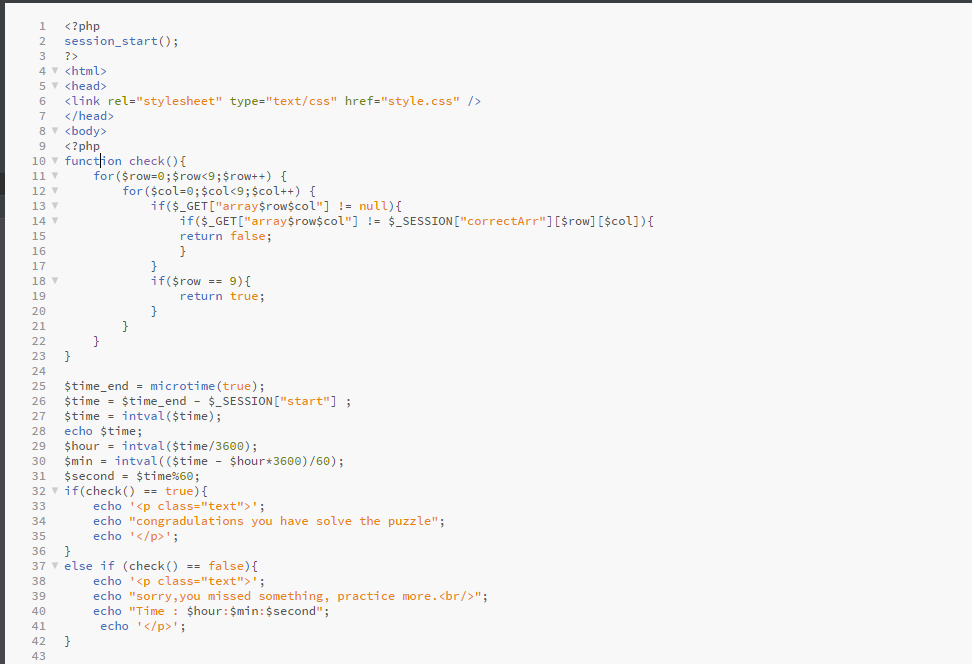 1 <?php
2 session_start();
3 ?>
4 <html>
5 <head>
6 <link rel="stylesheet" type="text/css" href="style.css" />
7 </head>
8 <body>
9 <?php
10 function check(){
11     for($row=0;$row<9;$row++) {
12         for($col=0;$col<9;$col++) {
13             if($_GET["array$row$col"] != null){
14                 if($_GET["array$row$col"] != $_SESSION["correctArr"][$row][$col]){
15                 return false;
16                 }
17             }
18             if($row == 9){
19                 return true;
20             }
21         }
22     }
23 }
24
25 $time_end = microtime(true);
26 $time = $time_end - $_SESSION["start"] ;
27 $time = intval($time);
28 echo $time;
29 $hour = intval($time/3600);
30 $min = intval(($time - $hour*3600)/60);
31 $second = $time%60;
32 if(check() == true){
33     echo '<p class="text">';
34     echo "congradulations you have solve the puzzle";
35     echo '</p>';
36 }
37 else if (check() == false){
38     echo '<p class="text">';
39     echo "sorry,you missed something, practice more.<br/>";
40     echo "Time : $hour:$min:$second";
41      echo '</p>';
42 }
43